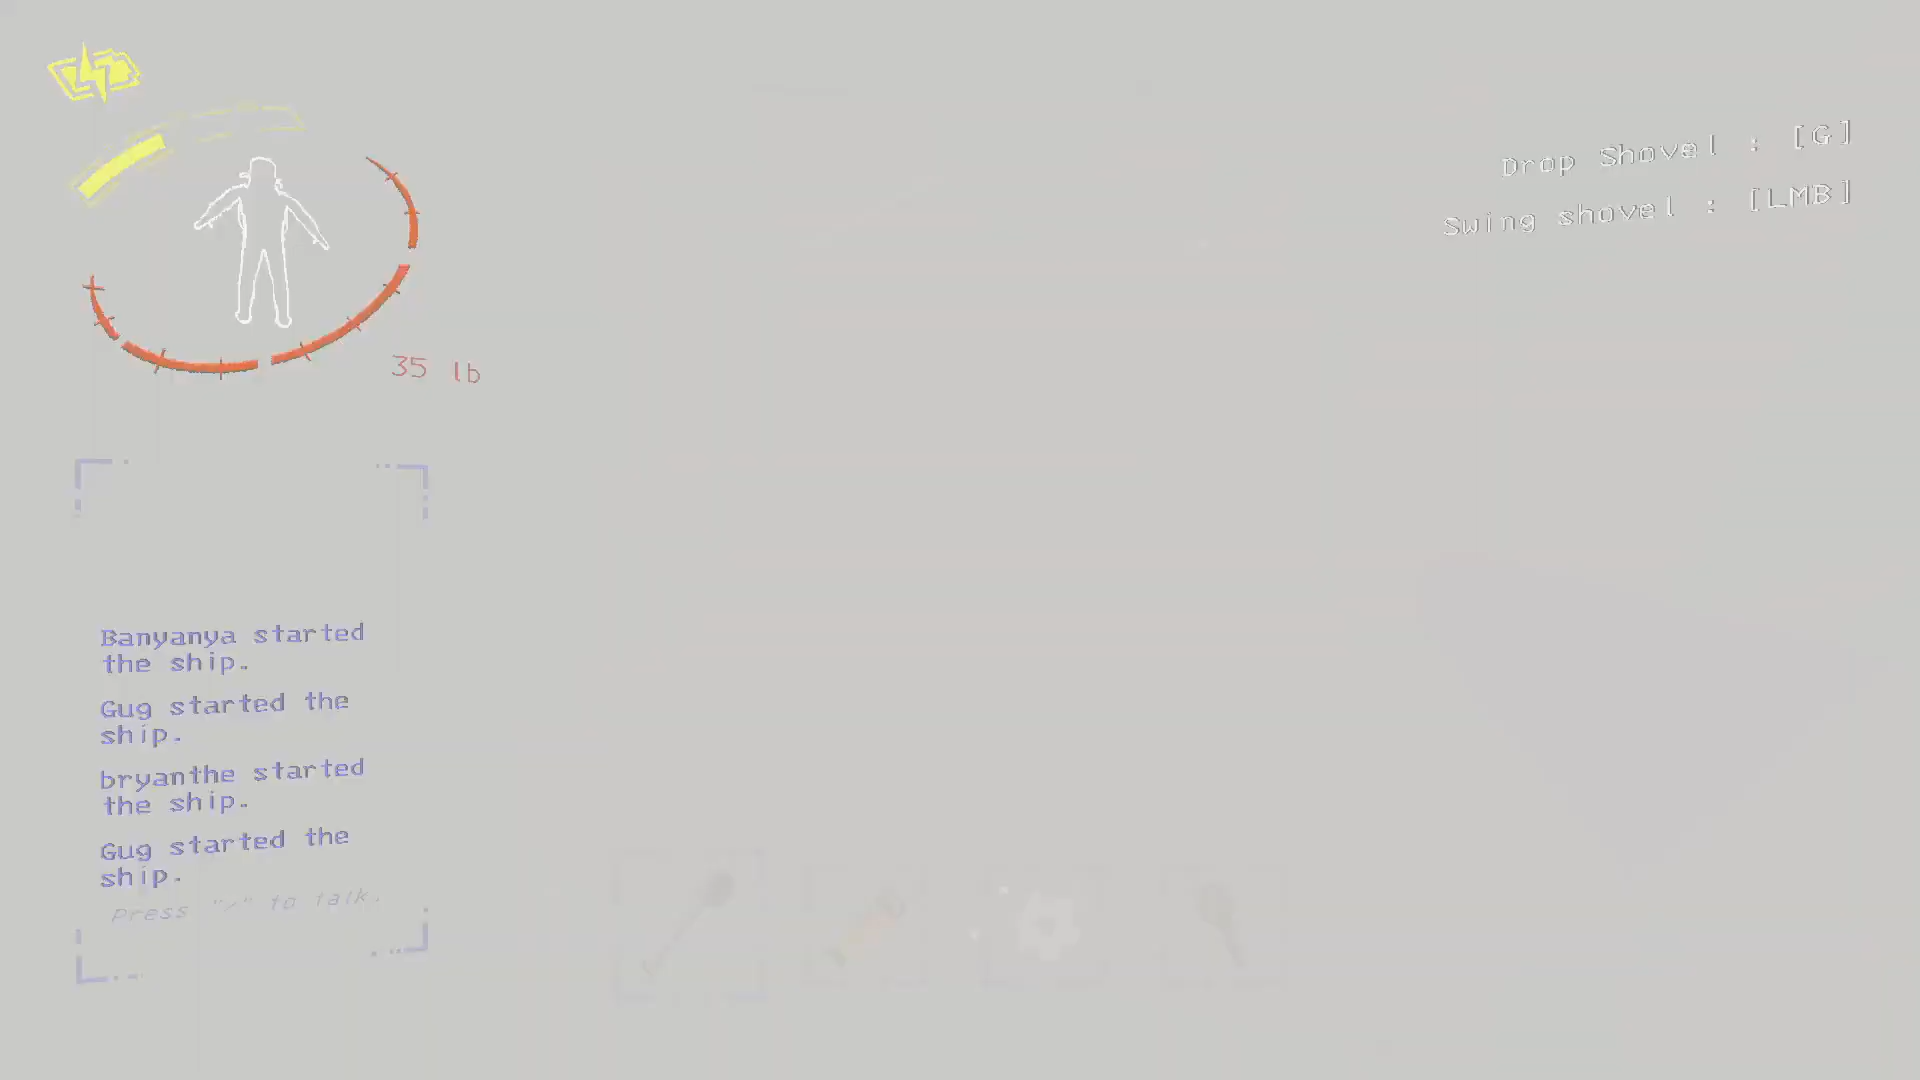 Drop Shovel : [G]
Swing shovel : [LMB]
35 lb
Banyanya started
the ship.
Gug started the
ship.
bryanthe started
the ship.
Gug started the
ship.
Press "/" to talk.